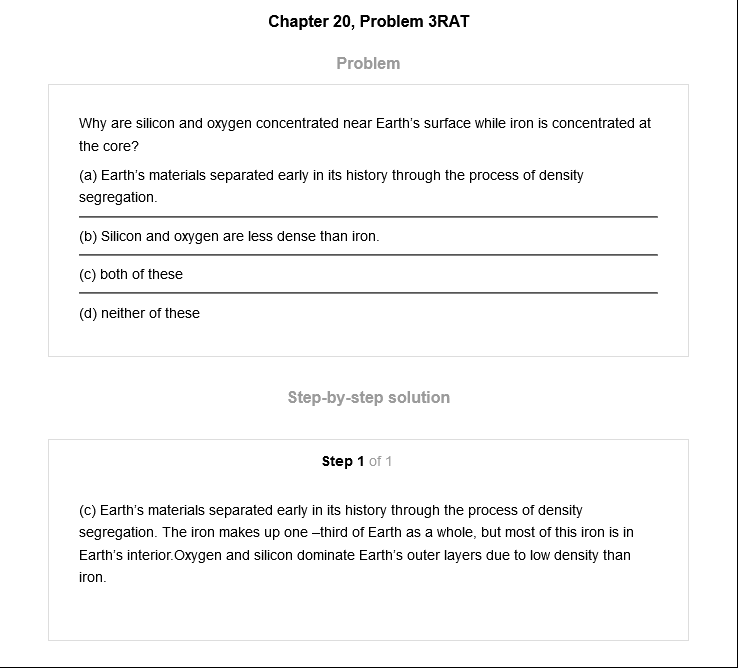 Chapter 20, Problem 3RAT
Problem
Why are silicon and oxygen concentrated near Earth's surface while iron is concentrated at
the core?
(a) Earth's materials separated early in its history through the process of density
segregation.
(b) Silicon and oxygen are less dense than iron.
(c) both of these
(d) neither of these
Step-by-step solution
Step 1 of 1
(c) Earth's materials separated early in its history through the process of density
segregation. The iron makes up one –third of Earth as a whole, but most of this iron is in
Earth's interior.Oxygen and silicon dominate Earth's outer layers due to low density than
iron.